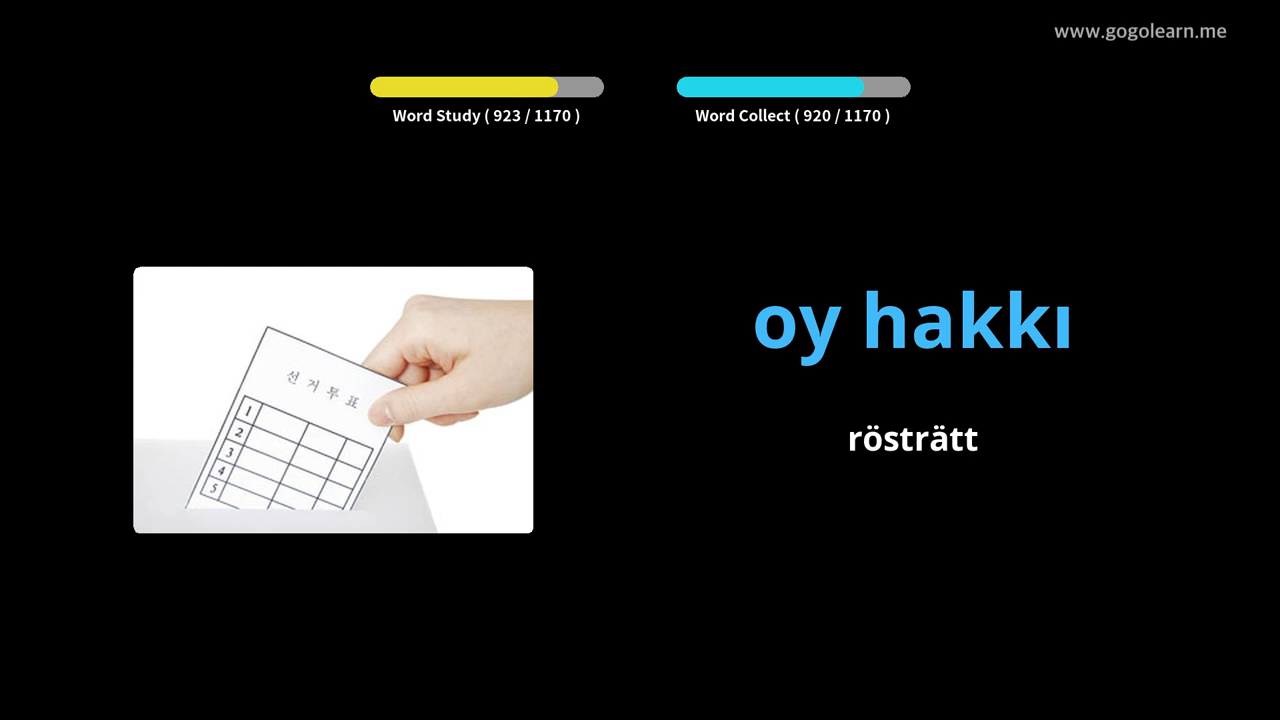 www.gogolearn.me
Word Study ( 923 / 1170 )
Word Collect ( 920 / 1170 )
선거투표
1
2
3
4
5
oy hakkı
rösträtt